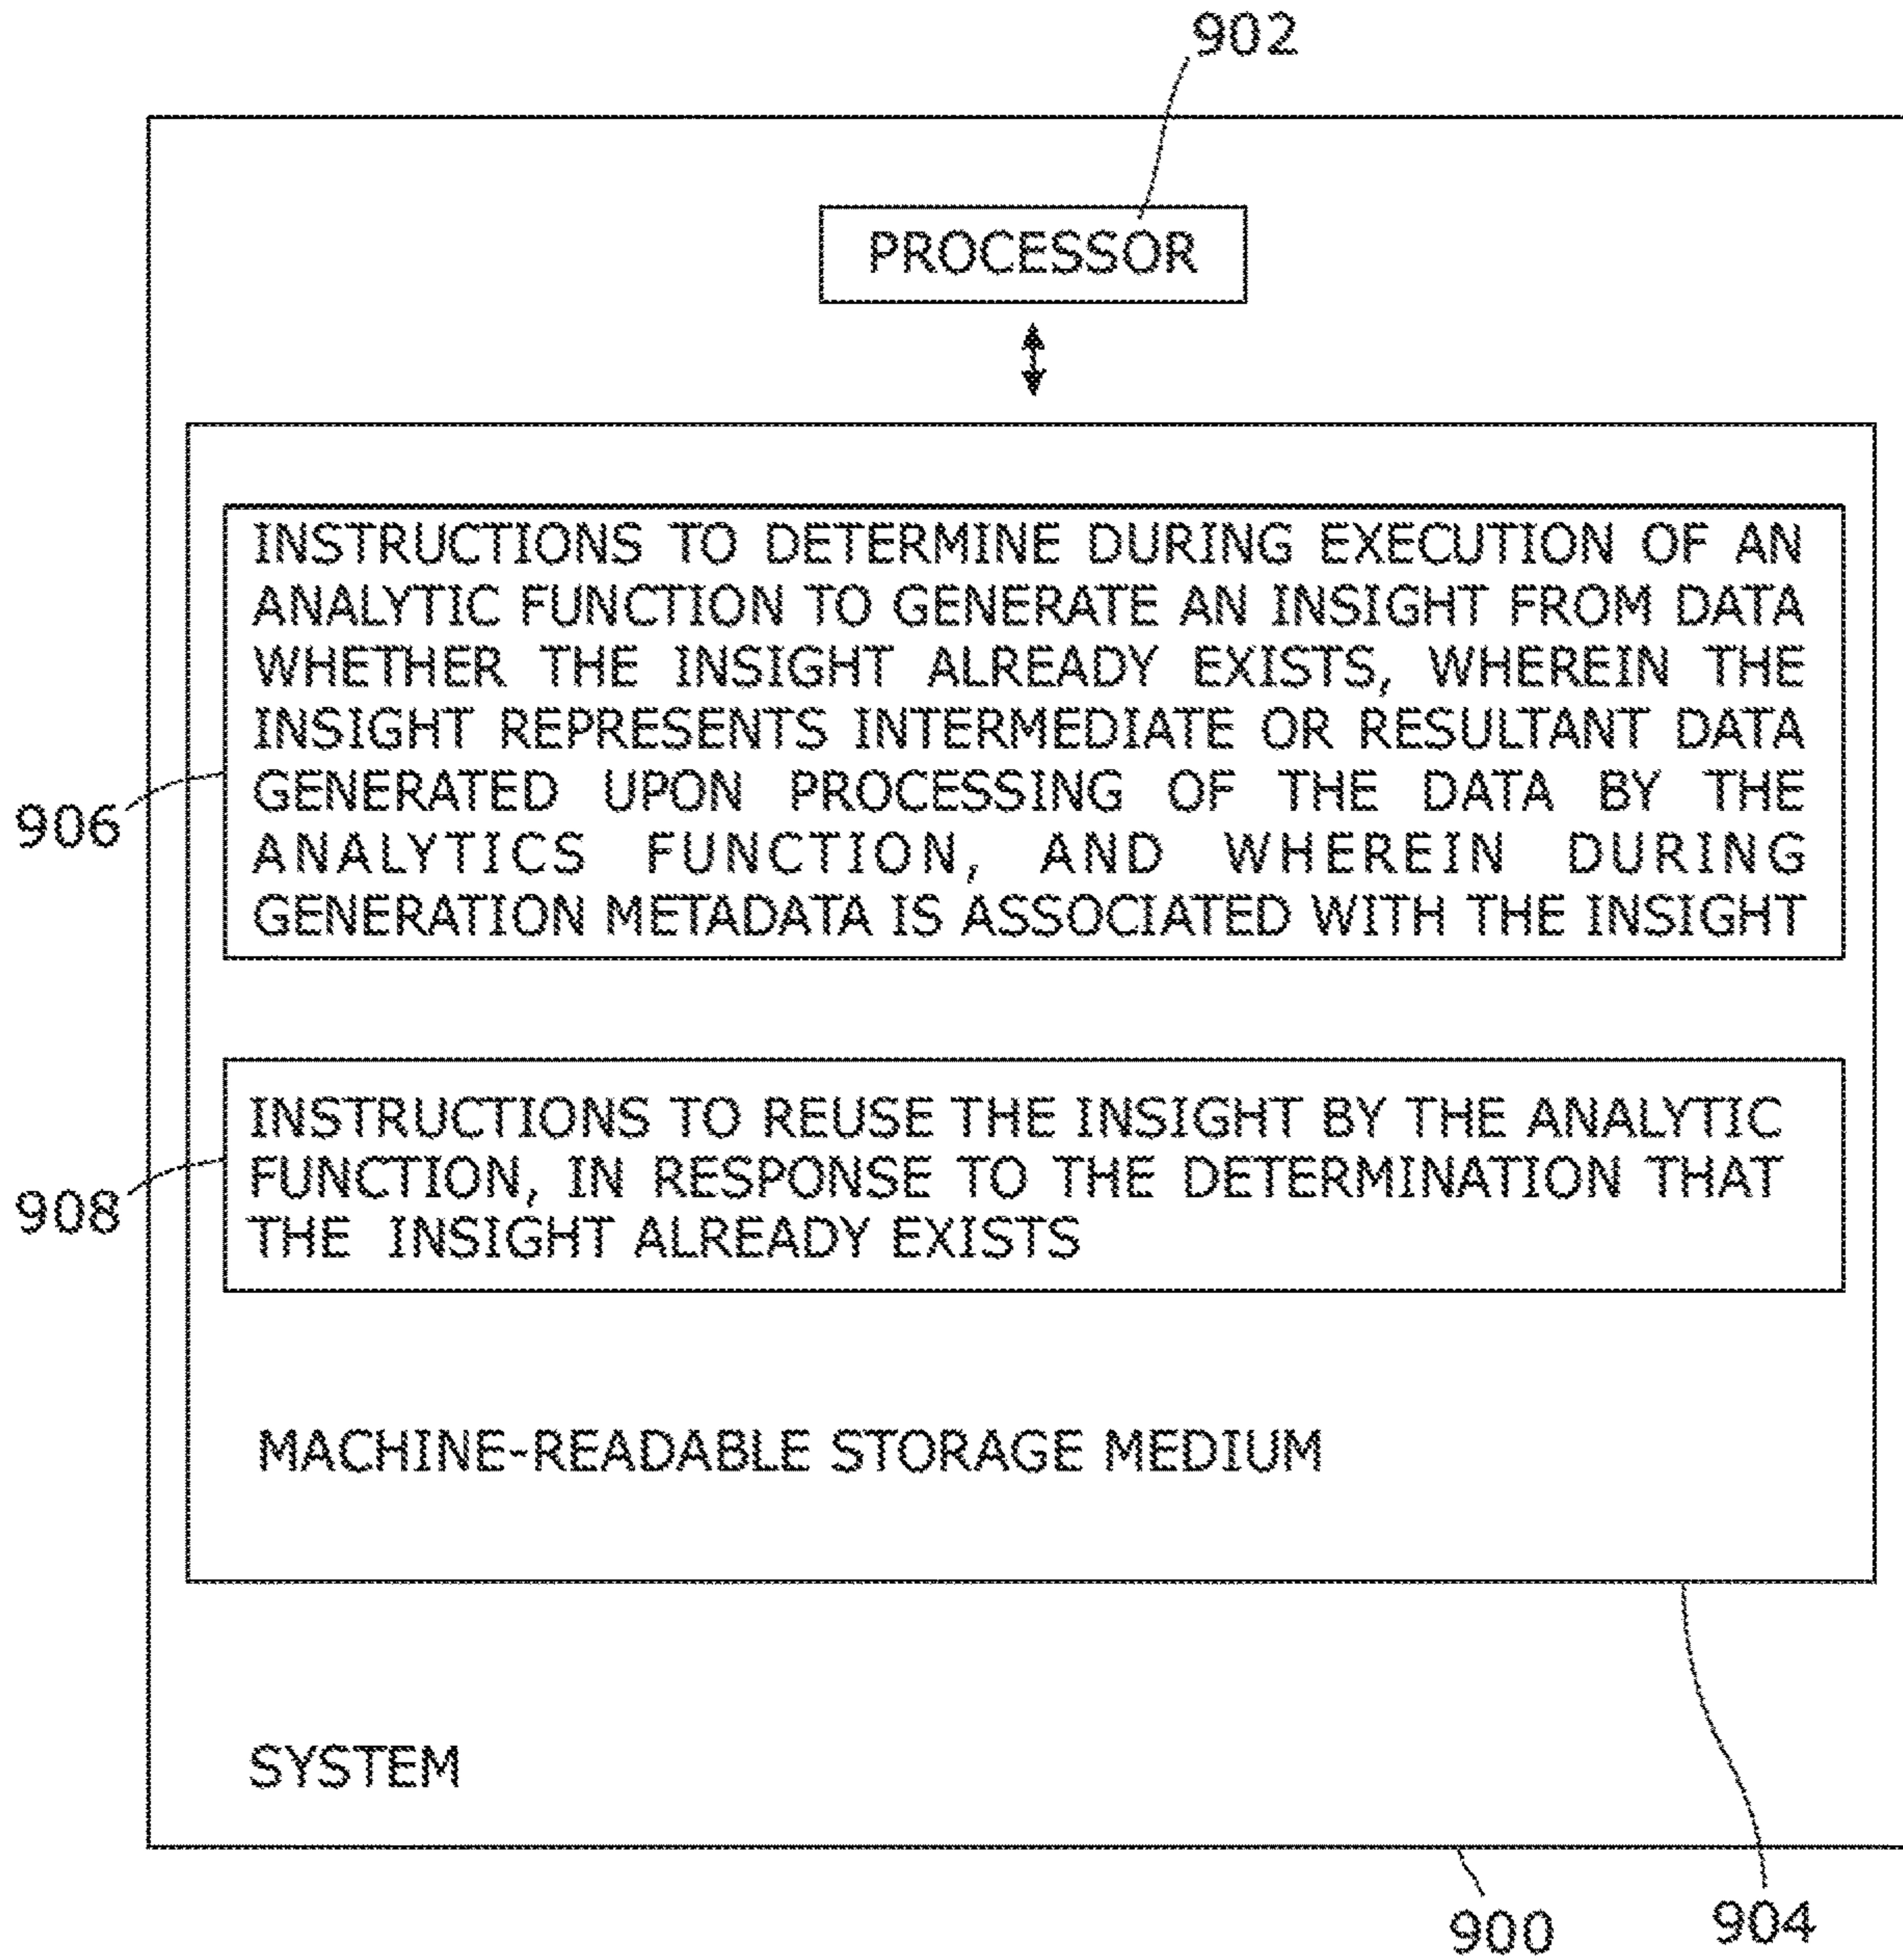 902
PROCESSOR
INSTRUCTIONS TO DETERMINE DURING EXECUTION OF AN
ANALYTIC FUNCTION TO GENERATE AN INSIGHT FROM DATA
WHETHER THE INSIGHT ALREADY EXISTS, WHEREIN THE
INSIGHT REPRESENTS INTERMEDIATE OR RESULTANT DATA
GENERATED UPON PROCESSING OF THE DATA BY THE
ANALYTICS FUNCTION, AND WHEREIN DURING
GENERATION METADATA IS ASSOCIATED WITH THE INSIGHT
906
INSTRUCTIONS TO REUSE THE INSIGHT BY THE ANALYTIC
FUNCTION, IN RESPONSE TO THE DETERMINATION THAT
THE INSIGHT ALREADY EXISTS
908
MACHINE-READABLE STORAGE MEDIUM
SYSTEM
900
904